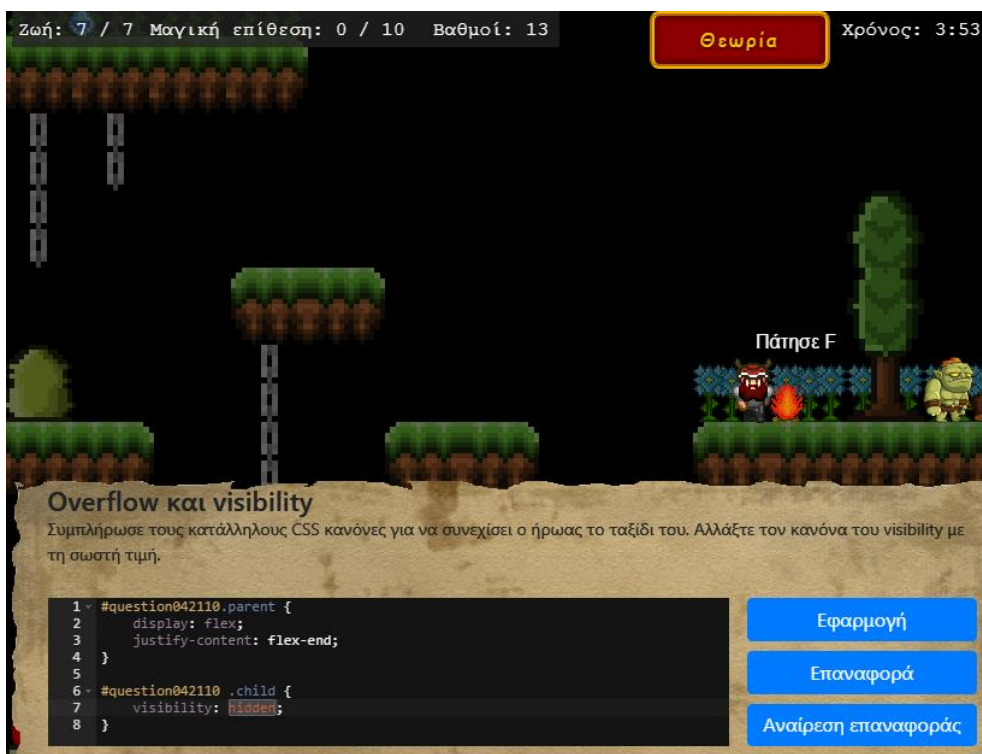 Ζωή: 7 / 7 Μαγική επίθεση: 0 / 10 Βαθμοί: 13
Θεωρία
Χρόνος: 3:53
Πάτησε F
Overflow και visibility
Συμπλήρωσε τους κατάλληλους CSS κανόνες για να συνεχίσει ο ήρωας το ταξίδι του. Αλλάξτε τον κανόνα του visibility με
τη σωστή τιμή.
1 #question042110.parent {
2 display: flex;
3 justify-content: flex-end;
4 }
5
6 #question042110 .child {
7 visibility: hidden;
8 }
Εφαρμογή
Επαναφορά
Αναίρεση επαναφοράς